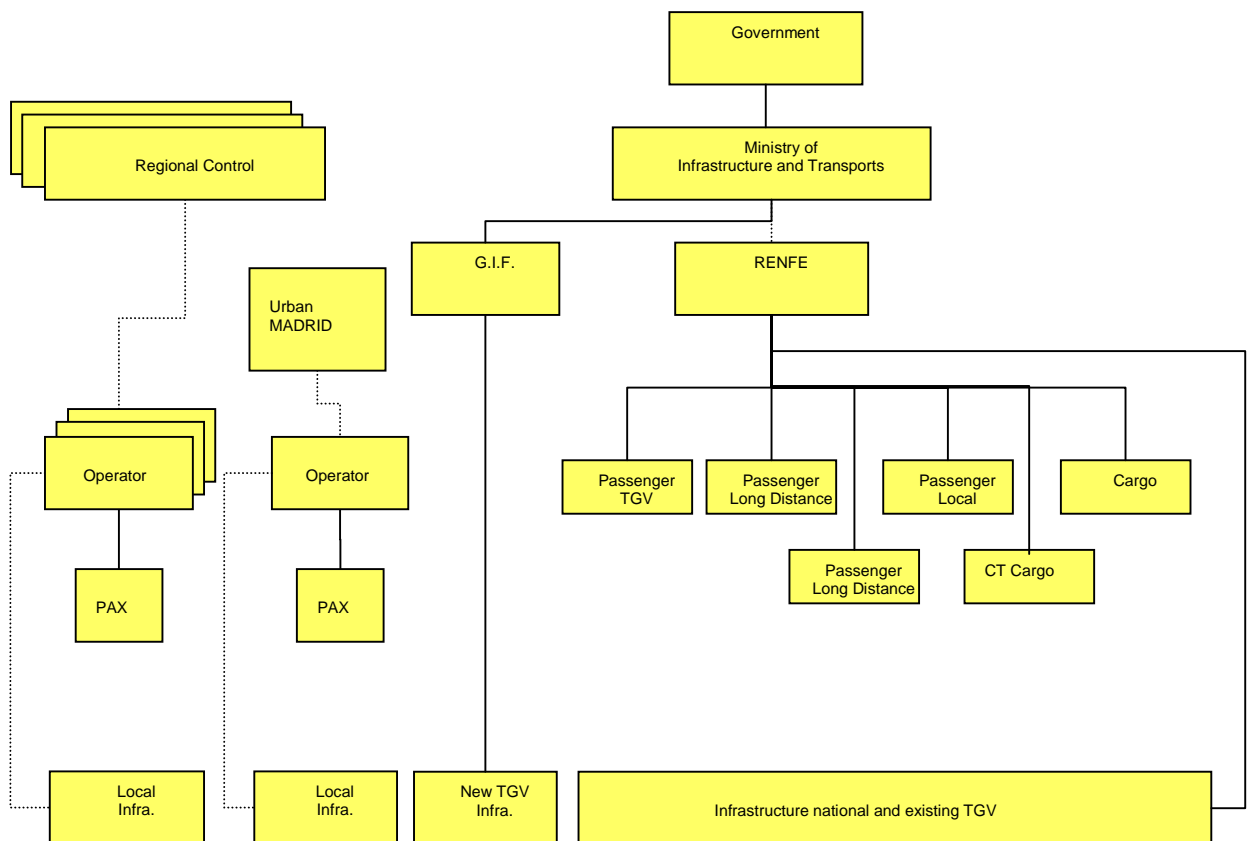 Government
Regional Control
Ministry of
Infrastructure and Transports
G.I.F.
RENFE
Urban
MADRID
Operator
Operator
Passenger
TGV
Passenger
Long Distance
Passenger
Local
Cargo
Passenger
Long Distance
CT Cargo
PAX
PAX
Local
Infra.
Local
Infra.
New TGV
Infra.
Infrastructure national and existing TGV